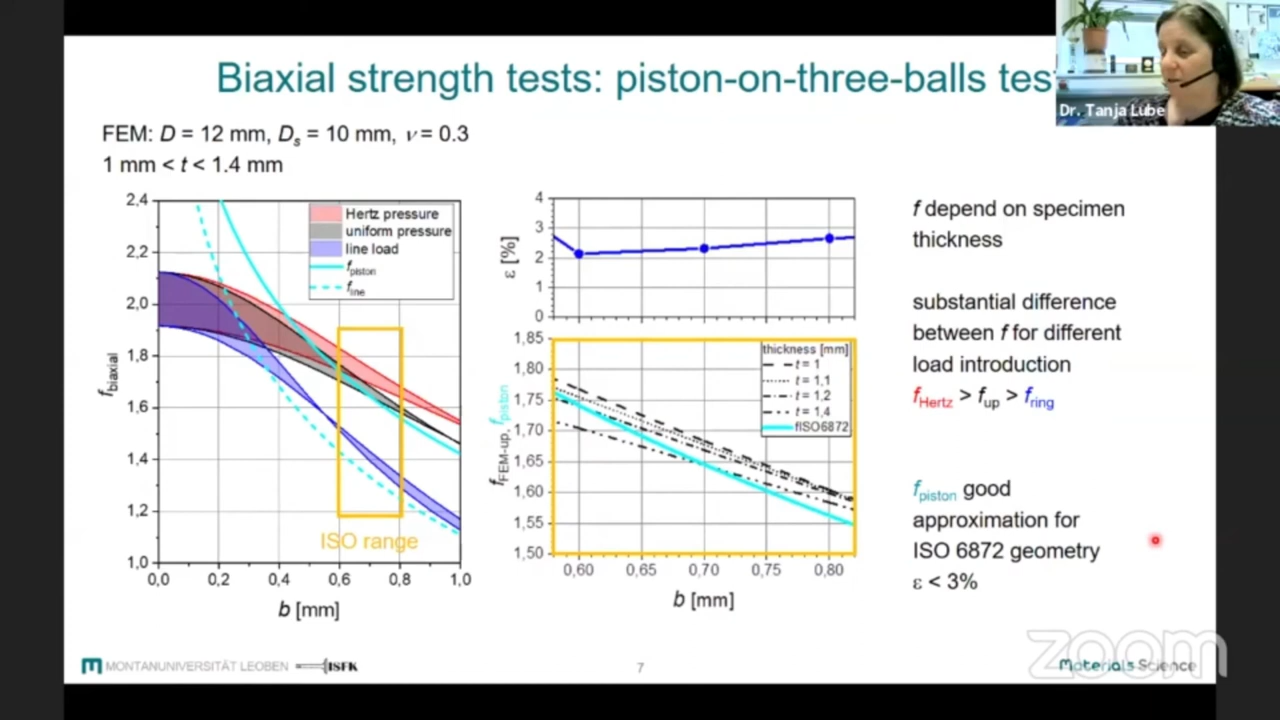 Biaxial strength tests: piston-on-three-balls tes
Dr. Tanja Lube
FEM: D = 12 mm, Ds = 10 mm, ν = 0.3
1 mm < t < 1.4 mm
2,4
2,2
2,0
1,8
1,6
1,4
1,2
1,0
fbiaxial
Hertz pressure
uniform pressure
line load
fpiston
fline
ISO range
0,0 0,2 0,4 0,6 0,8 1,0
b [mm]
4
3
2
1
0
ε [%]
1,85
1,80
1,75
1,70
1,65
1,60
1,55
1,50
fFEM-up, fpiston
thickness [mm]
t = 1
t = 1,1
t = 1,2
t = 1,4
fISO6872
0,60 0,65 0,70 0,75 0,80
b [mm]
f depend on specimen
thickness
substantial difference
between f for different
load introduction
fHertz > fup > fring
fpiston good
approximation for
ISO 6872 geometry
ε < 3%
MONTANUNIVERSITÄT LEOBEN ISFK
7
Materials Science
zoom